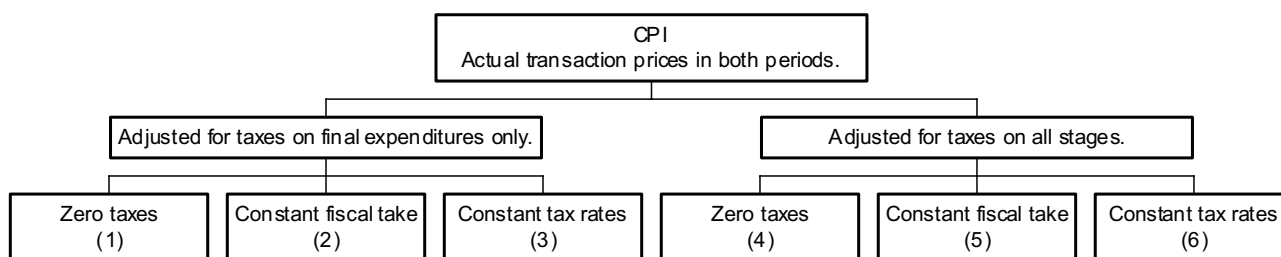 CPI
Actual transaction prices in both periods.
Adjusted for taxes on final expenditures only.
Adjusted for taxes on all stages.
Zero taxes
(1)
Constant fiscal take
(2)
Constant tax rates
(3)
Zero taxes
(4)
Constant fiscal take
(5)
Constant tax rates
(6)